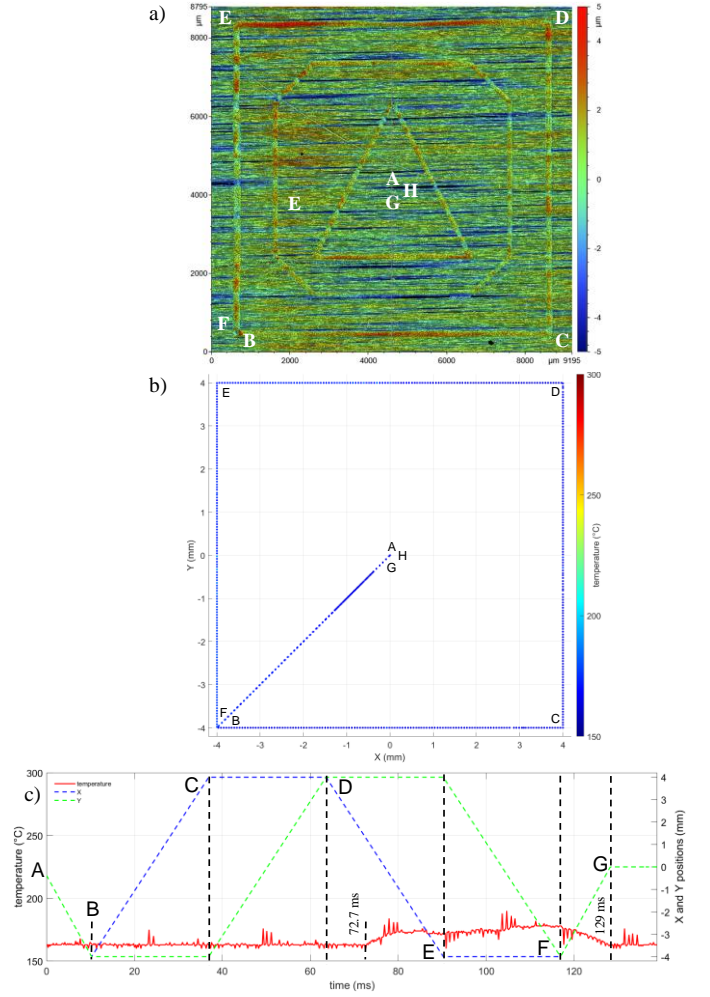 a)
8795
µm
8000
6000
4000
2000
0
0
2000
4000
6000
8000
µm
9195
E
D
A
H
G
E
F
B
C
µm
5
4
2
0
-2
-4
-5
b)
4
3
2
1
0
-1
-2
-3
-4
Y (mm)
-4
-3
-2
-1
0
1
2
3
4
X (mm)
E
D
A
H
G
F
B
C
300
250
200
150
temperature (°C)
c)
300
250
200
150
temperature (°C)
temperature
X
Y
A
B
C
D
E
F
G
72.7 ms
129 ms
4
3
2
1
0
-1
-2
-3
-4
X and Y positions (mm)
0
20
40
60
80
100
120
time (ms)